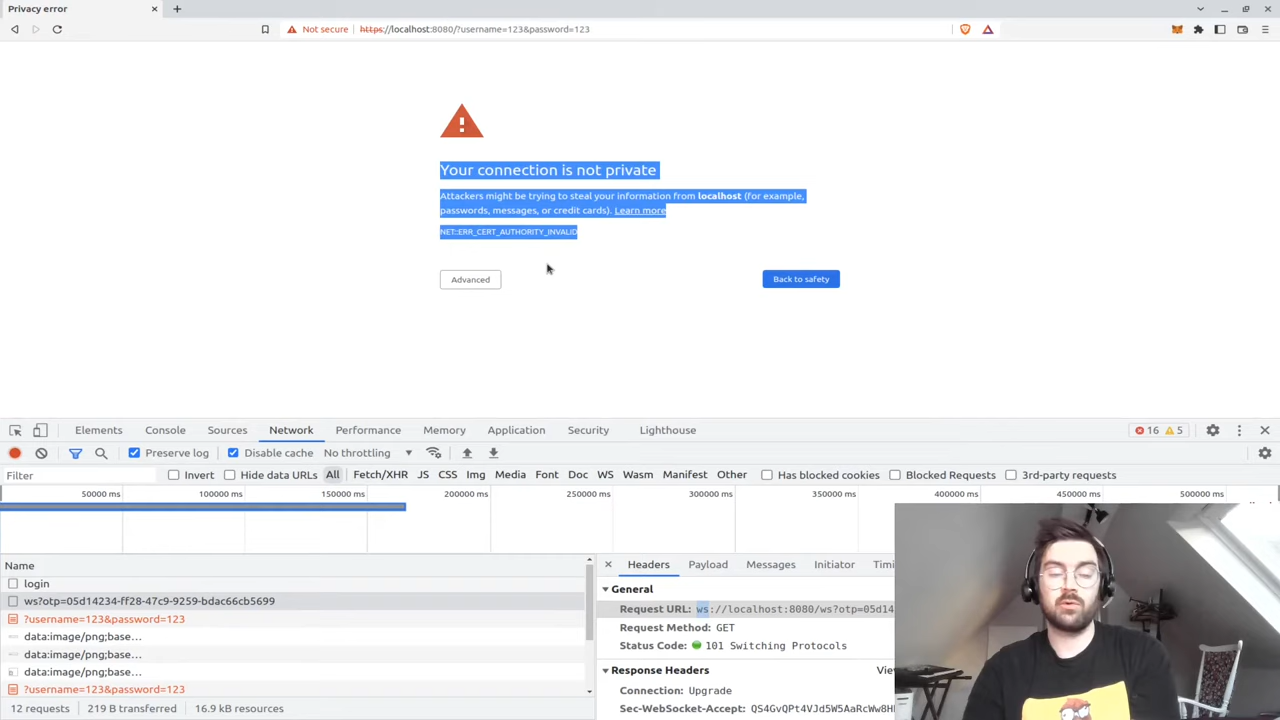 Privacy error
Not secure https://localhost:8080/?username=123&password=123
Your connection is not private
Attackers might be trying to steal your information from localhost (for example,
passwords, messages, or credit cards). Learn more
NET::ERR_CERT_AUTHORITY_INVALID
Advanced
Back to safety
Elements Console Sources Network Performance Memory Application Security Lighthouse 16 5
Preserve log Disable cache No throttling
Filter Invert Hide data URLs All Fetch/XHR JS CSS Img Media Font Doc WS Wasm Manifest Other Has blocked cookies Blocked Requests 3rd-party requests
50000 ms 100000 ms 150000 ms 200000 ms 250000 ms 300000 ms 350000 ms 400000 ms 450000 ms 500000 ms
Name
login
ws?otp=05d14234-ff28-47c9-9259-bdac66cb5699
?username=123&password=123
data:image/png;base…
data:image/png;base…
data:image/png;base…
?username=123&password=123
12 requests 219 B transferred 16.9 kB resources
Headers Payload Messages Initiator Timi
General
Request URL: ws://localhost:8080/ws?otp=05d14
Request Method: GET
Status Code: 101 Switching Protocols
Response Headers Vie
Connection: Upgrade
Sec-WebSocket-Accept: QS4GvQPt4VJd5W5AaRcWw8H